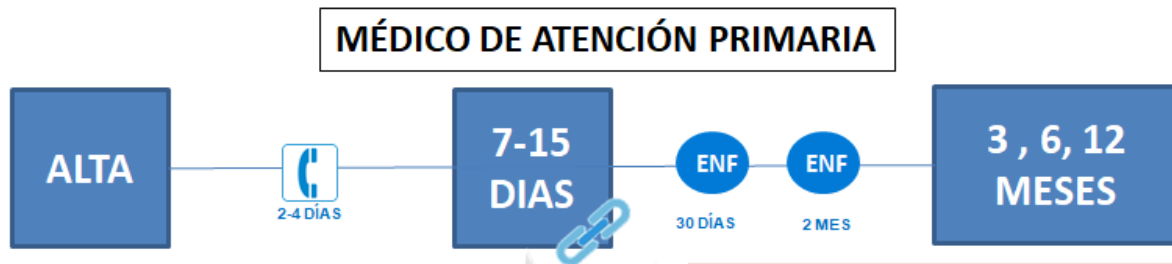 MÉDICO DE ATENCIÓN PRIMARIA
ALTA
2-4 DÍAS
7-15
DIAS
ENF
30 DÍAS
ENF
2 MES
3 , 6, 12
MESES